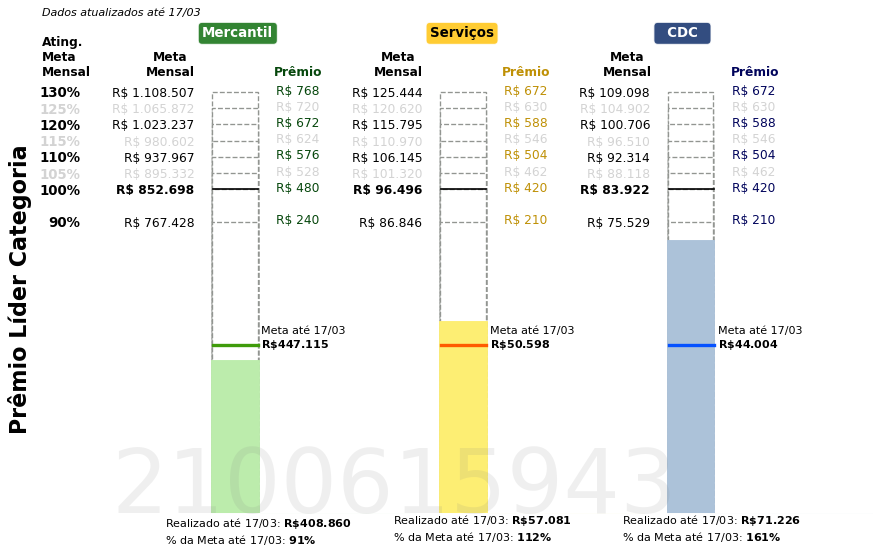 Dados atualizados até 17/03
Mercantil Serviços CDC
Ating. Meta Mensal Meta Mensal Prêmio Meta Mensal Prêmio Meta Mensal Prêmio
130% R$ 1.108.507 R$ 768 R$ 125.444 R$ 672 R$ 109.098 R$ 672
125% R$ 1.065.872 R$ 720 R$ 120.620 R$ 630 R$ 104.902 R$ 630
120% R$ 1.023.237 R$ 672 R$ 115.795 R$ 588 R$ 100.706 R$ 588
115% R$ 980.602 R$ 624 R$ 110.970 R$ 546 R$ 96.510 R$ 546
110% R$ 937.967 R$ 576 R$ 106.145 R$ 504 R$ 92.314 R$ 504
105% R$ 895.332 R$ 528 R$ 101.320 R$ 462 R$ 88.118 R$ 462
100% R$ 852.698 R$ 480 R$ 96.496 R$ 420 R$ 83.922 R$ 420
90% R$ 767.428 R$ 240 R$ 86.846 R$ 210 R$ 75.529 R$ 210
Prêmio Líder Categoria
Meta até 17/03 Meta até 17/03 Meta até 17/03
R$447.115 R$50.598 R$44.004
2100615943
Realizado até 17/03: R$408.860 Realizado até 17/03: R$57.081 Realizado até 17/03: R$71.226
% da Meta até 17/03: 91% % da Meta até 17/03: 112% % da Meta até 17/03: 161%